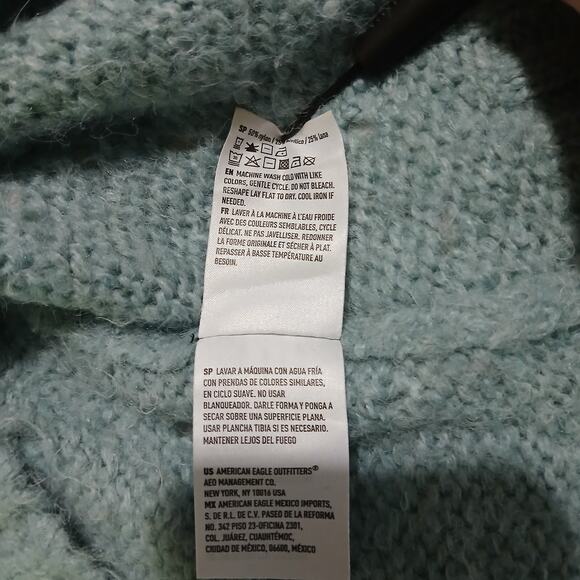 SP 50% nylon / 25% acrílico / 25% lana
EN MACHINE WASH COLD WITH LIKE
COLORS, GENTLE CYCLE. DO NOT BLEACH.
RESHAPE LAY FLAT TO DRY. COOL IRON IF
NEEDED.
FR LAVER À LA MACHINE À L'EAU FROIDE
AVEC DES COULEURS SEMBLABLES, CYCLE
DÉLICAT. NE PAS JAVELLISER. REDONNER
LA FORME ORIGINALE ET SÉCHER À PLAT.
REPASSER À BASSE TEMPÉRATURE AU
BESOIN.
SP LAVAR A MÁQUINA CON AGUA FRÍA
CON PRENDAS DE COLORES SIMILARES,
EN CICLO SUAVE. NO USAR
BLANQUEADOR. DARLE FORMA Y PONGA A
SECAR SOBRE UNA SUPERFICIE PLANA.
USAR PLANCHA TIBIA SI ES NECESARIO.
MANTENER LEJOS DEL FUEGO
US AMERICAN EAGLE OUTFITTERS®
AEO MANAGEMENT CO.
NEW YORK, NY 10016 USA
MX AMERICAN EAGLE MEXICO IMPORTS,
S. DE R.L. DE C.V. PASEO DE LA REFORMA
NO. 342 PISO 23-OFICINA 2301,
COL. JUÁREZ, CUAUHTÉMOC,
CIUDAD DE MÉXICO, 06600, MÉXICO